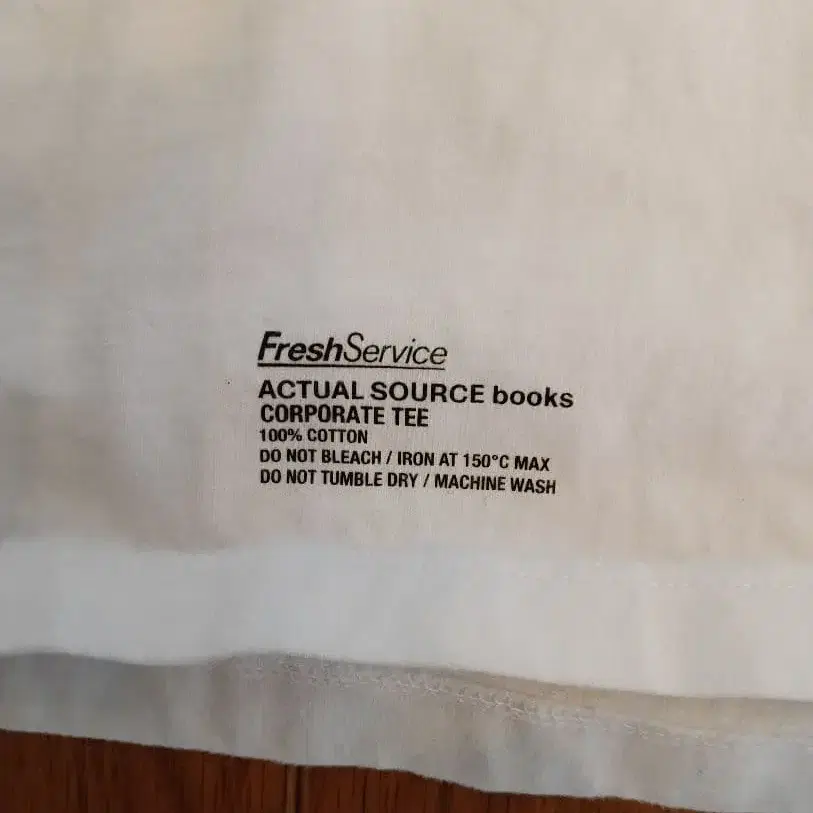 FreshService
ACTUAL SOURCE books
CORPORATE TEE
100% COTTON
DO NOT BLEACH / IRON AT 150°C MAX
DO NOT TUMBLE DRY / MACHINE WASH